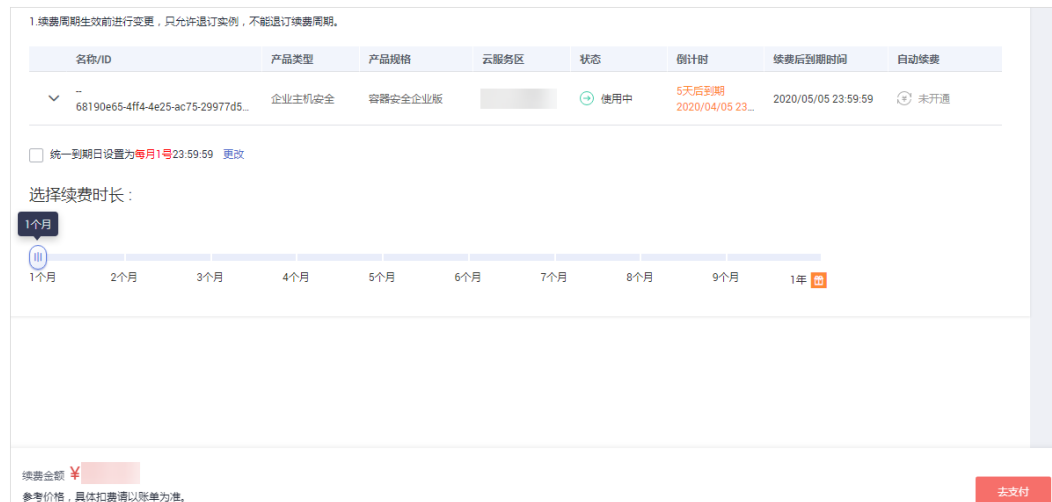 1.续费周期生效前进行变更，只允许退订实例，不能退订续费周期。
名称/ID 产品类型 产品规格 云服务区 状态 倒计时 续费后到期时间 自动续费
--
68190e65-4ff4-4e25-ac75-29977d5... 企业主机安全 容器安全企业版 使用中 5天后到期 2020/05/05 23:59:59 未开通
2020/04/05 23...
统一到期日设置为每月1号23:59:59 更改
选择续费时长：
1个月
1个月 2个月 3个月 4个月 5个月 6个月 7个月 8个月 9个月 1年
续费金额 ¥
参考价格，具体扣费请以账单为准。
去支付